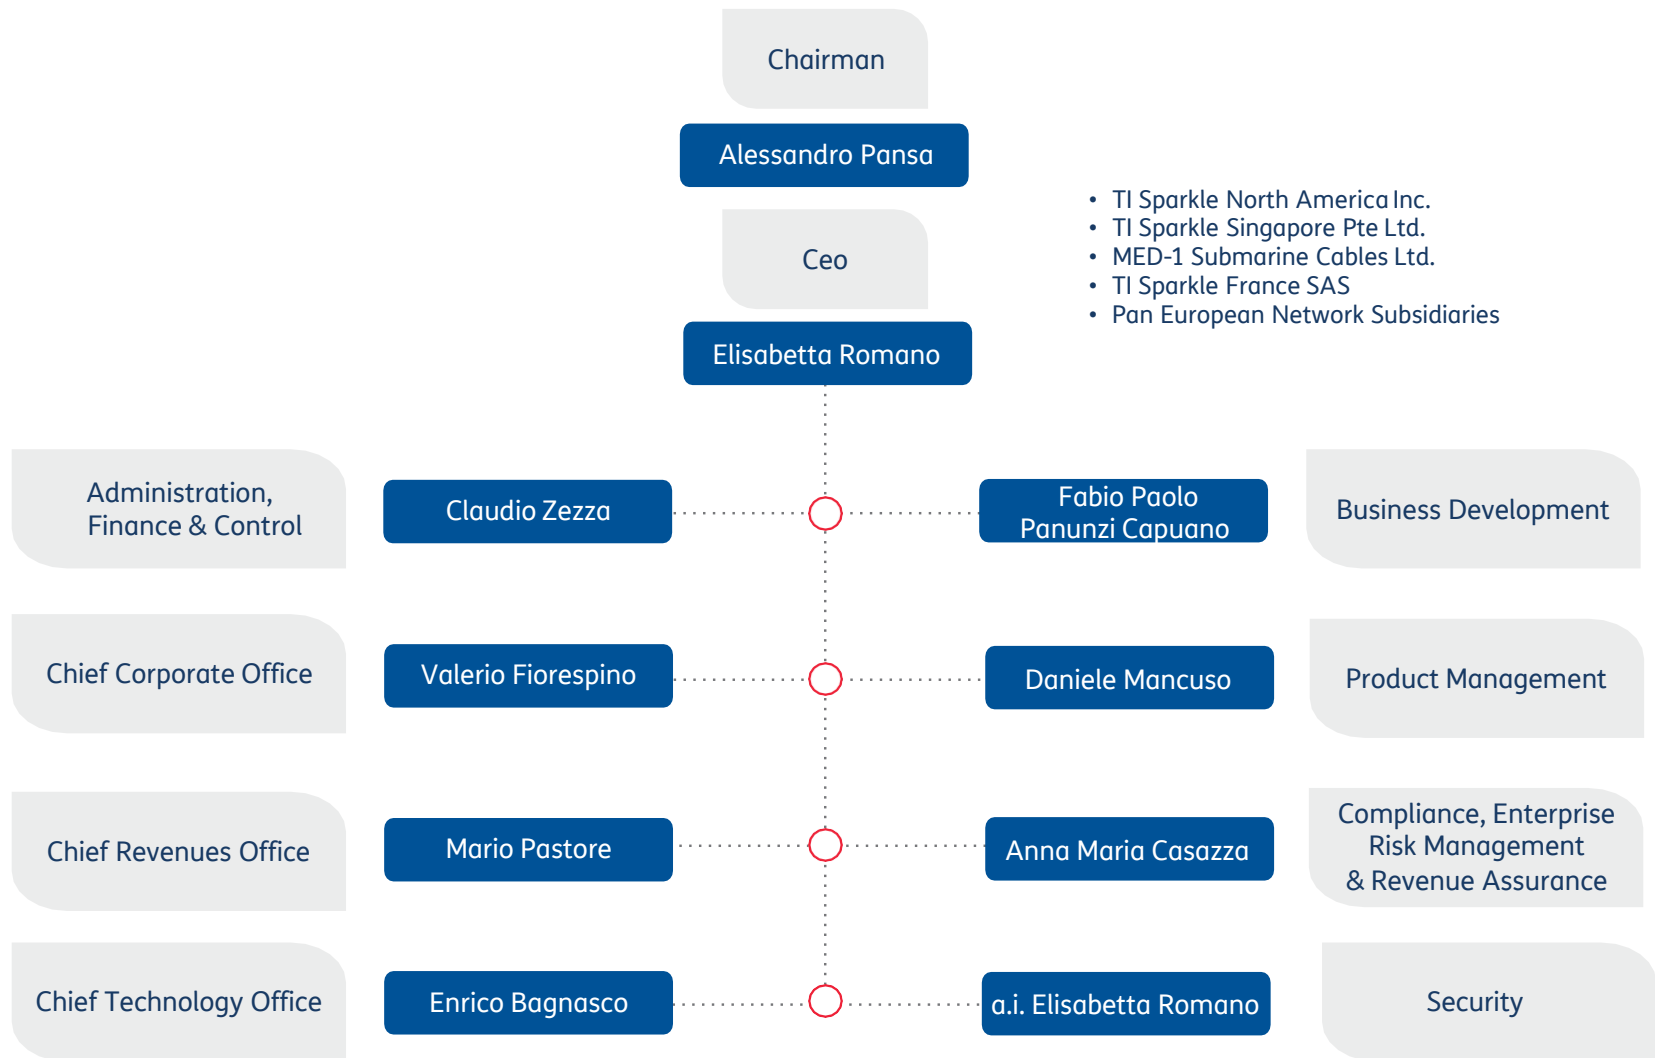 Chairman
Alessandro Pansa
Ceo
Elisabetta Romano
• TI Sparkle North America Inc.
• TI Sparkle Singapore Pte Ltd.
• MED-1 Submarine Cables Ltd.
• TI Sparkle France SAS
• Pan European Network Subsidiaries
Administration,
Finance & Control
Claudio Zezza
Fabio Paolo
Panunzi Capuano
Business Development
Chief Corporate Office
Valerio Fiorespino
Daniele Mancuso
Product Management
Chief Revenues Office
Mario Pastore
Anna Maria Casazza
Compliance, Enterprise
Risk Management
& Revenue Assurance
Chief Technology Office
Enrico Bagnasco
a.i. Elisabetta Romano
Security